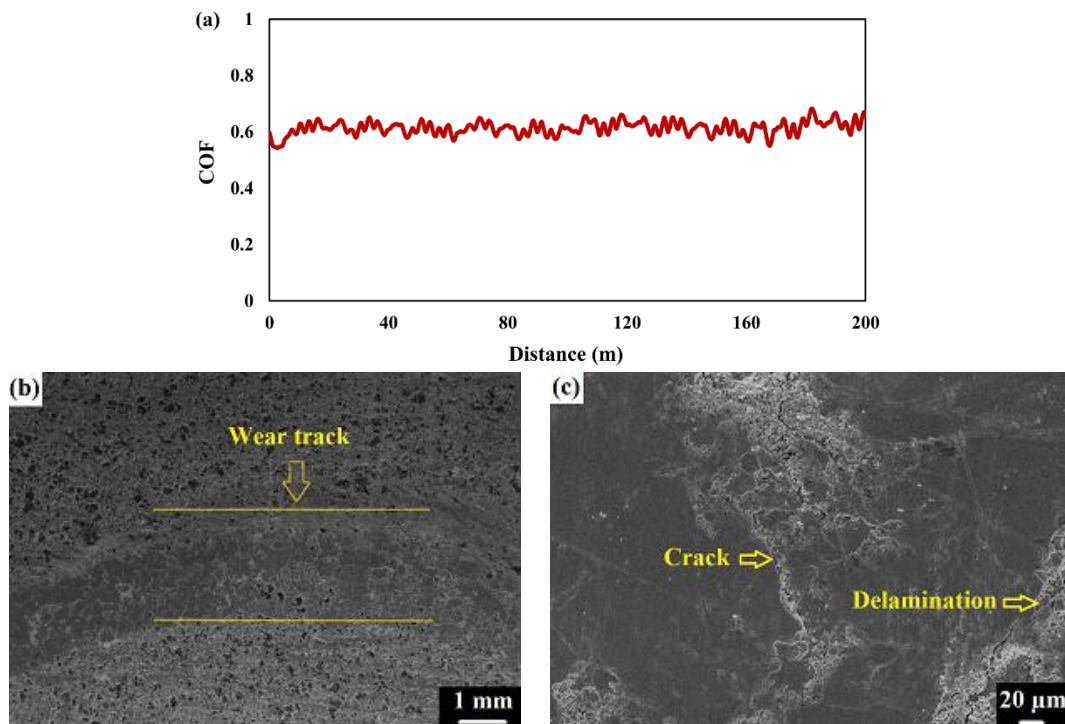 (a)
1
0.8
0.6
0.4
0.2
0
COF
0 40 80 120 160 200
Distance (m)
(b)
Wear track
1 mm
(c)
Crack
Delamination
20 µm